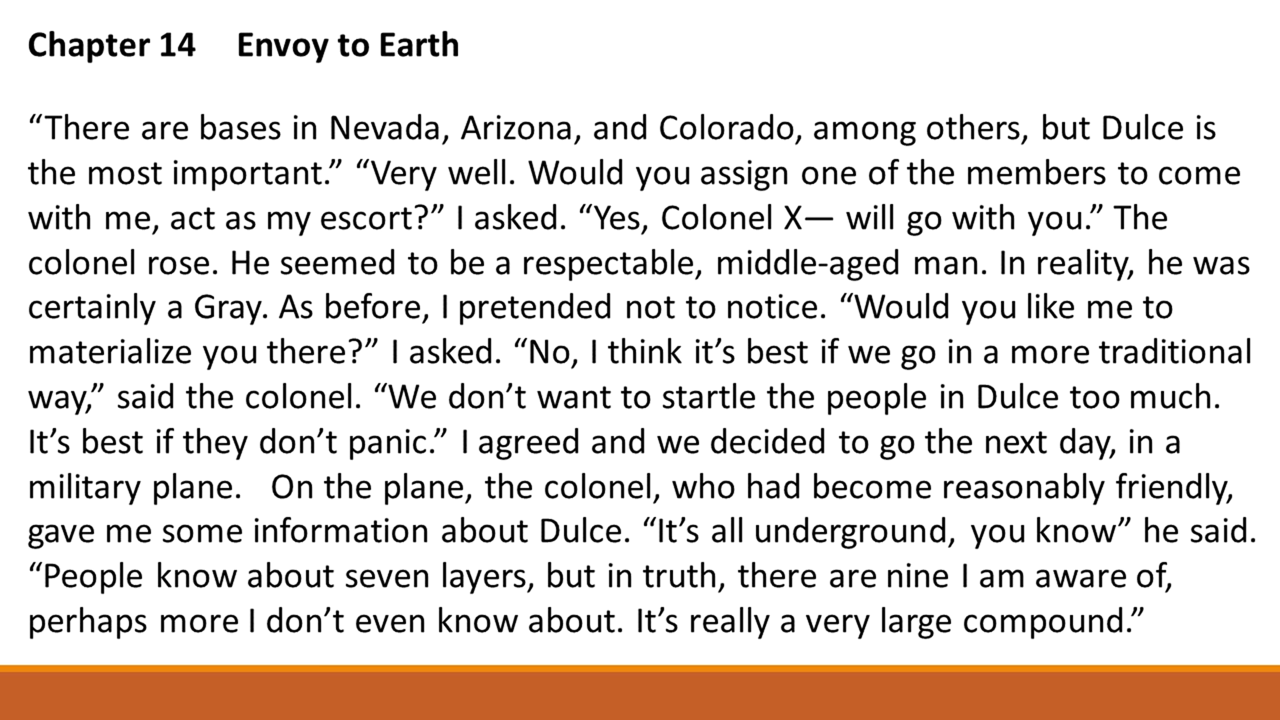 Chapter 14    Envoy to Earth
“There are bases in Nevada, Arizona, and Colorado, among others, but Dulce is
the most important.” “Very well. Would you assign one of the members to come
with me, act as my escort?” I asked. “Yes, Colonel X— will go with you.” The
colonel rose. He seemed to be a respectable, middle-aged man. In reality, he was
certainly a Gray. As before, I pretended not to notice. “Would you like me to
materialize you there?” I asked. “No, I think it’s best if we go in a more traditional
way,” said the colonel. “We don’t want to startle the people in Dulce too much.
It’s best if they don’t panic.” I agreed and we decided to go the next day, in a
military plane.   On the plane, the colonel, who had become reasonably friendly,
gave me some information about Dulce. “It’s all underground, you know” he said.
“People know about seven layers, but in truth, there are nine I am aware of,
perhaps more I don’t even know about. It’s really a very large compound.”